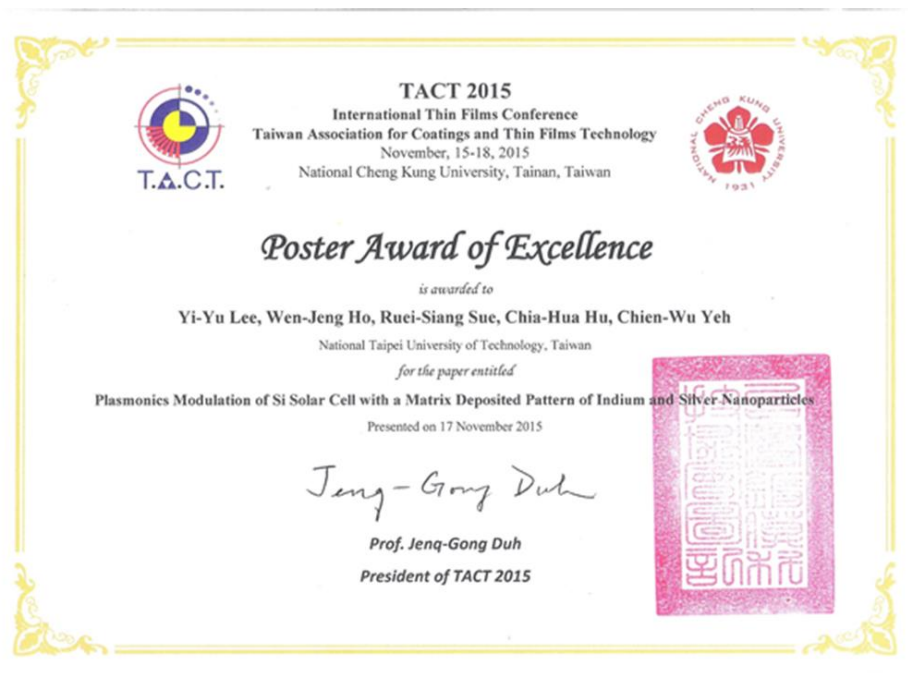 TACT 2015
International Thin Films Conference
Taiwan Association for Coatings and Thin Films Technology
November, 15-18, 2015
National Cheng Kung University, Tainan, Taiwan
T.A.C.T.
NATIONAL CHENG KUNG UNIVERSITY
1931
Poster Award of Excellence
is awarded to
Yi-Yu Lee, Wen-Jeng Ho, Ruei-Siang Sue, Chia-Hua Hu, Chien-Wu Yeh
National Taipei University of Technology, Taiwan
for the paper entitled
Plasmonics Modulation of Si Solar Cell with a Matrix Deposited Pattern of Indium and Silver Nanoparticles
Presented on 17 November 2015
Jenq-Gong Duh
Prof. Jenq-Gong Duh
President of TACT 2015